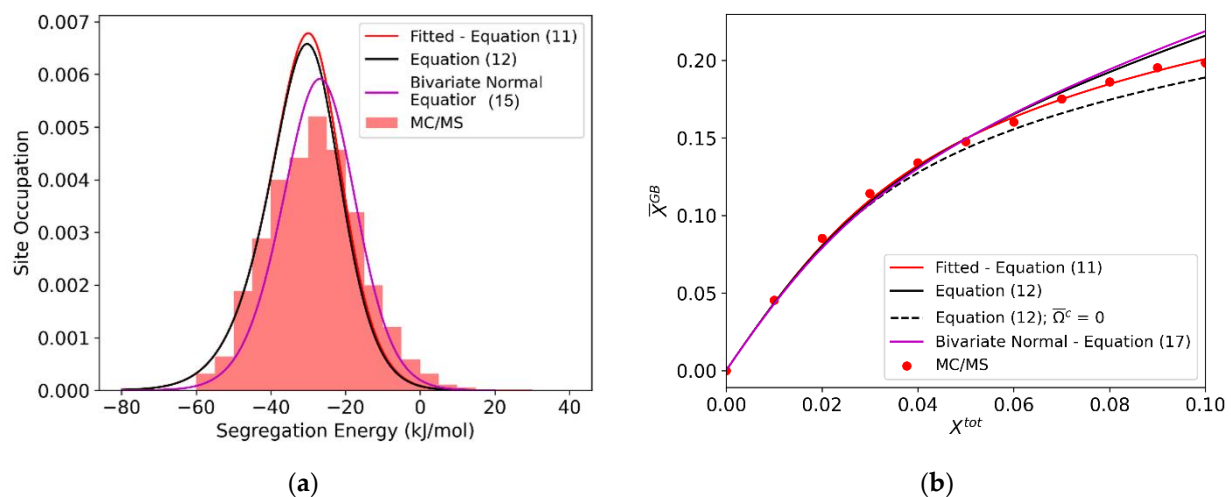 0.007
0.006
0.005
0.004
0.003
0.002
0.001
0.000
Site Occupation
Fitted - Equation (11)
Equation (12)
Bivariate Normal
Equatior (15)
MC/MS
−80 −60 −40 −20 0 20 40
Segregation Energy (kJ/mol)
(a)
0.20
0.15
0.10
0.05
0.00
X̅ᴳᴮ
Fitted - Equation (11)
Equation (12)
Equation (12); Ω̅ᶜ = 0
Bivariate Normal - Equation (17)
MC/MS
0.00 0.02 0.04 0.06 0.08 0.10
Xᵗᵒᵗ
(b)